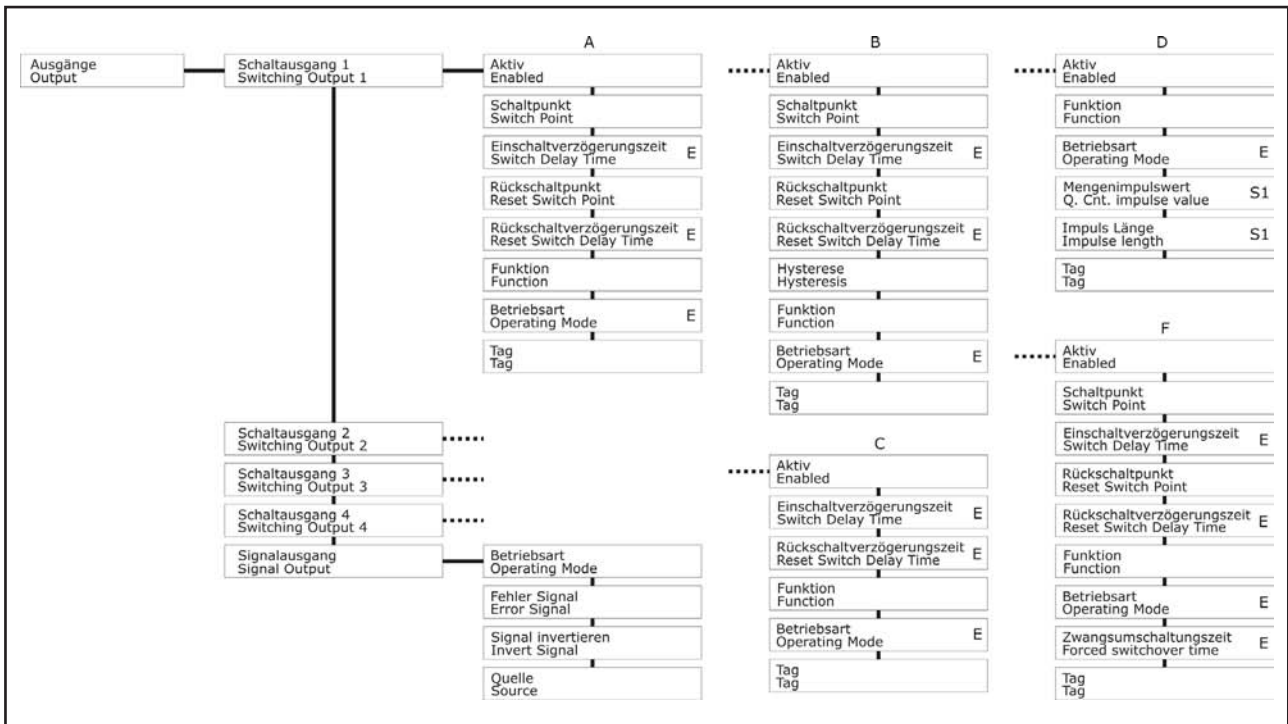 Ausgänge
Output
Schaltausgang 1
Switching Output 1
A
Aktiv
Enabled
Schaltpunkt
Switch Point
Einschaltverzögerungszeit E
Switch Delay Time
Rückschaltpunkt
Reset Switch Point
Rückschaltverzögerungszeit E
Reset Switch Delay Time
Funktion
Function
Betriebsart E
Operating Mode
Tag
Tag
Schaltausgang 2
Switching Output 2
Schaltausgang 3
Switching Output 3
Schaltausgang 4
Switching Output 4
Signalausgang
Signal Output
Betriebsart
Operating Mode
Fehler Signal
Error Signal
Signal invertieren
Invert Signal
Quelle
Source
B
Aktiv
Enabled
Schaltpunkt
Switch Point
Einschaltverzögerungszeit E
Switch Delay Time
Rückschaltpunkt
Reset Switch Point
Rückschaltverzögerungszeit E
Reset Switch Delay Time
Hysterese
Hysteresis
Funktion
Function
Betriebsart E
Operating Mode
Tag
Tag
C
Aktiv
Enabled
Einschaltverzögerungszeit E
Switch Delay Time
Rückschaltverzögerungszeit E
Reset Switch Delay Time
Funktion
Function
Betriebsart E
Operating Mode
Tag
Tag
D
Aktiv
Enabled
Funktion
Function
Betriebsart E
Operating Mode
Mengenimpulswert S1
Q. Cnt. impulse value
Impuls Länge S1
Impulse length
Tag
Tag
F
Aktiv
Enabled
Schaltpunkt
Switch Point
Einschaltverzögerungszeit E
Switch Delay Time
Rückschaltpunkt
Reset Switch Point
Rückschaltverzögerungszeit E
Reset Switch Delay Time
Funktion
Function
Betriebsart E
Operating Mode
Zwangsumschaltungszeit E
Forced switchover time
Tag
Tag